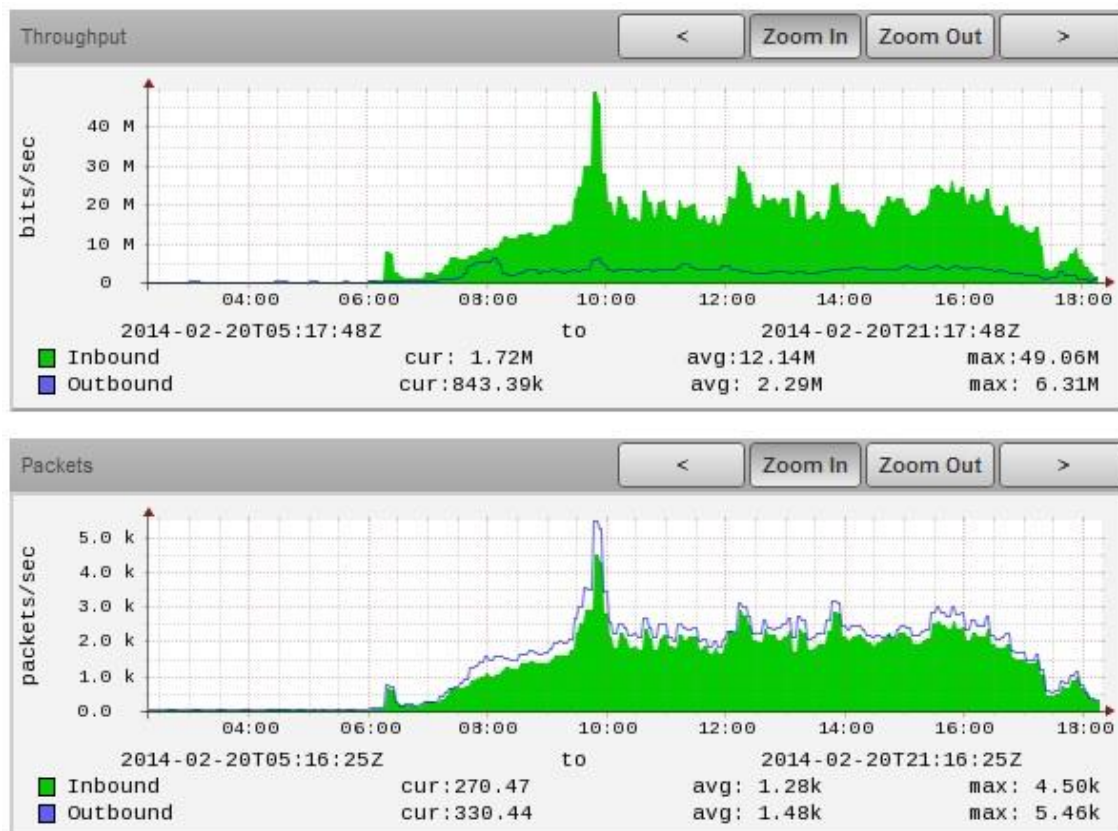 Throughput < Zoom In Zoom Out >
bits/sec
40 M
30 M
20 M
10 M
0
04:00 06:00 08:00 10:00 12:00 14:00 16:00 18:00
2014-02-20T05:17:48Z to 2014-02-20T21:17:48Z
Inbound cur: 1.72M avg:12.14M max:49.06M
Outbound cur:843.39k avg: 2.29M max: 6.31M
Packets < Zoom In Zoom Out >
packets/sec
5.0 k
4.0 k
3.0 k
2.0 k
1.0 k
0.0
04:00 06:00 08:00 10:00 12:00 14:00 16:00 18:00
2014-02-20T05:16:25Z to 2014-02-20T21:16:25Z
Inbound cur:270.47 avg: 1.28k max: 4.50k
Outbound cur:330.44 avg: 1.48k max: 5.46k